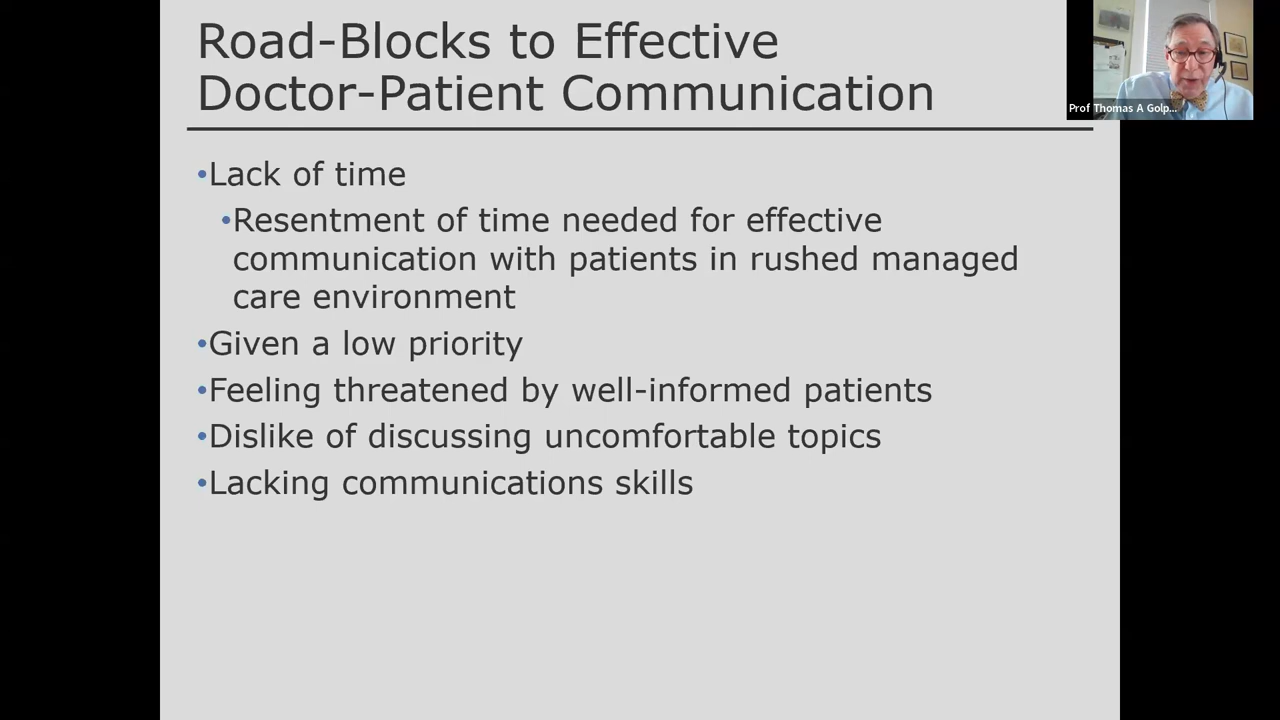 Road-Blocks to Effective
Doctor-Patient Communication
•Lack of time
•Resentment of time needed for effective
communication with patients in rushed managed
care environment
•Given a low priority
•Feeling threatened by well-informed patients
•Dislike of discussing uncomfortable topics
•Lacking communications skills
Prof Thomas A Golp...